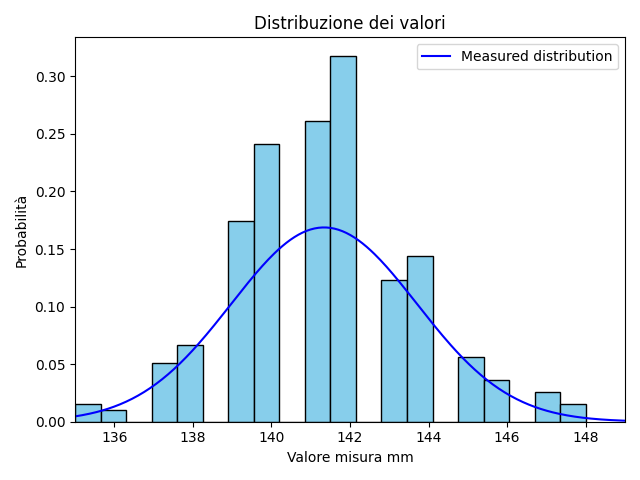 Distribuzione dei valori
Measured distribution
0.30
0.25
0.20
0.15
0.10
0.05
0.00
Probabilità
136 138 140 142 144 146 148
Valore misura mm